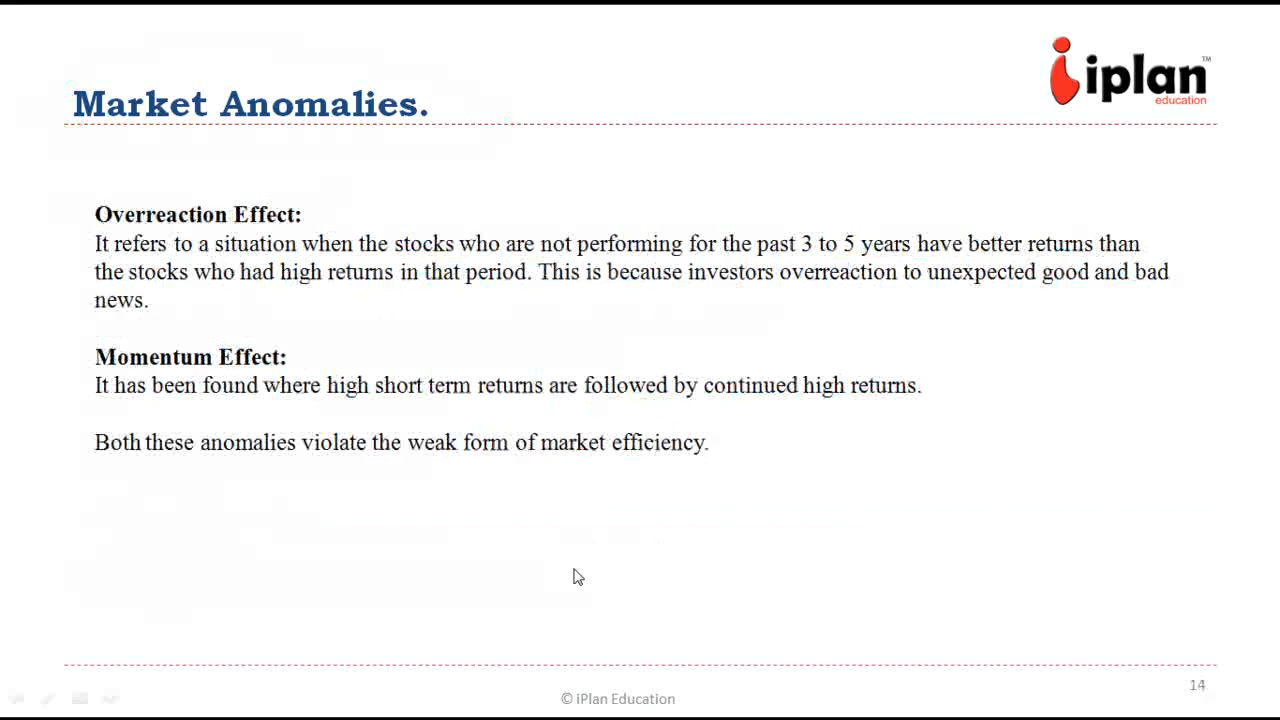 iplan™
education
Market Anomalies.
Overreaction Effect:
It refers to a situation when the stocks who are not performing for the past 3 to 5 years have better returns than
the stocks who had high returns in that period. This is because investors overreaction to unexpected good and bad
news.
Momentum Effect:
It has been found where high short term returns are followed by continued high returns.
Both these anomalies violate the weak form of market efficiency.
© iPlan Education
14